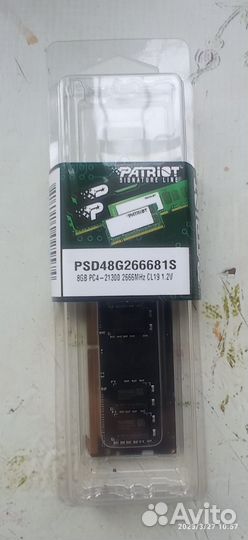 PATRIOT
SIGNATURE LINE
PSD48G266681S
8GB PC4-21300 2666MHz CL19 1.2V
Avito
2023/3/27 10:57